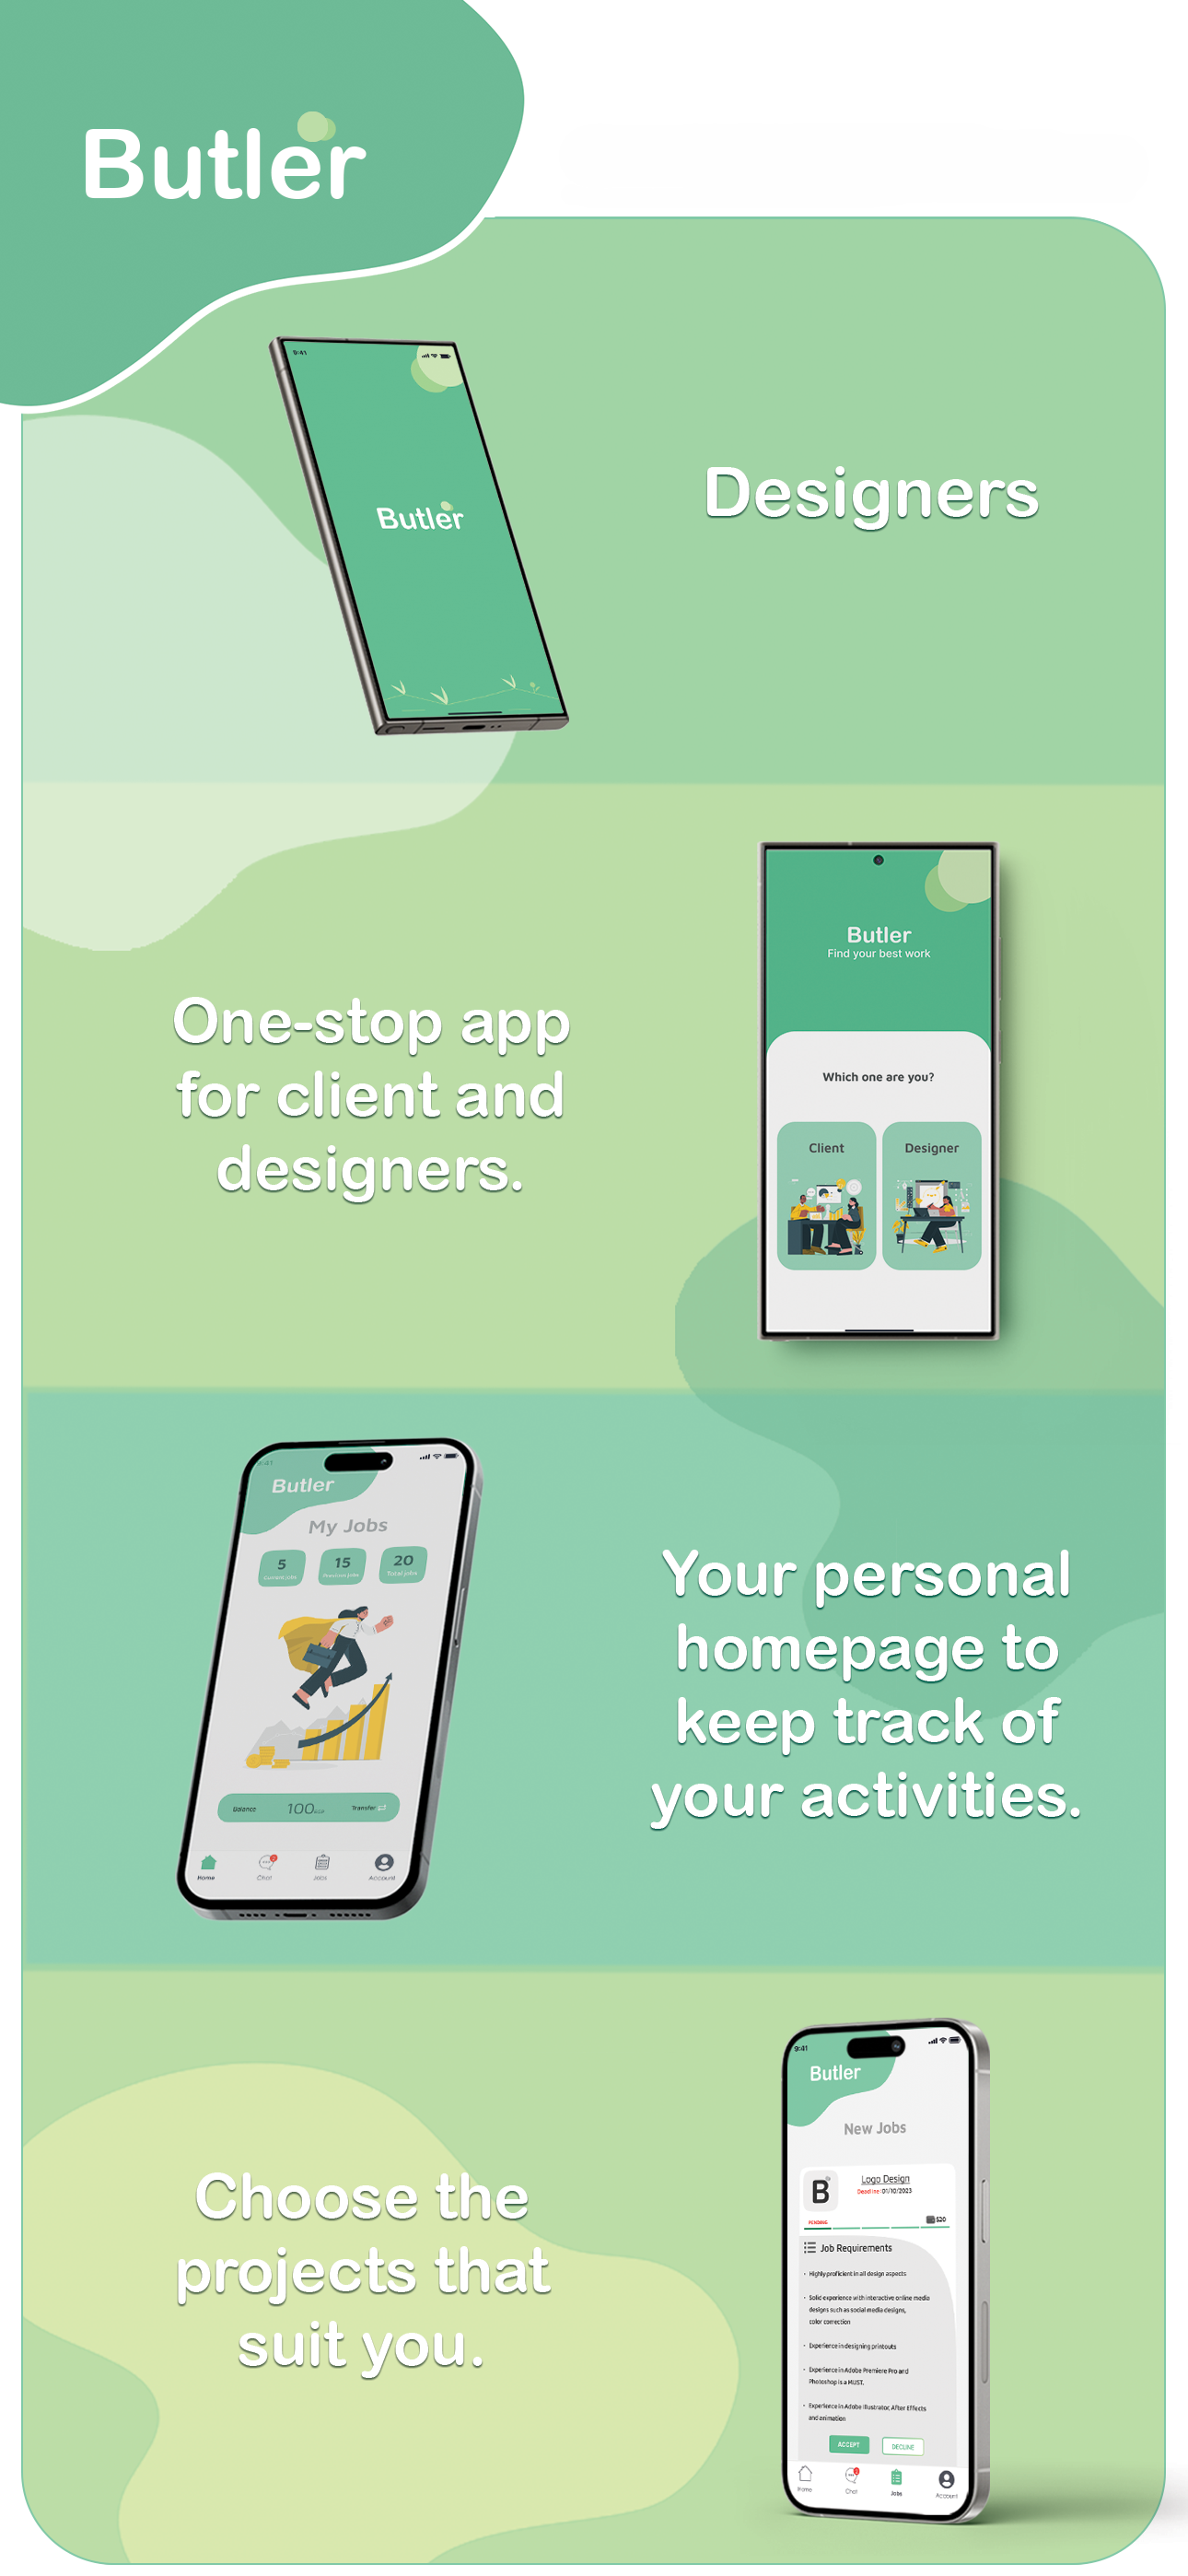 Butler
9:41
Butler
Designers
Butler
Find your best work
Which one are you?
Client
Designer
One-stop app
for client and
designers.
9:41
Butler
My Jobs
5
15
20
Current jobs
Previous jobs
Total jobs
Balance
100
Transfer
Home
Chat
Jobs
Account
Your personal
homepage to
keep track of
your activities.
9:41
Butler
New Jobs
B
Logo Design
Deadline: 01/10/2023
PENDING
$20
Job Requirements
• Highly proficient in all design aspects
• Solid experience with interactive online media
designs such as social media designs,
color correction
• Experience in designing printouts
• Experience in Adobe Premiere Pro and
Photoshop is a MUST.
• Experience in Adobe Illustrator, After Effects
and animation
ACCEPT
DECLINE
Home
Chat
Jobs
Account
Choose the
projects that
suit you.